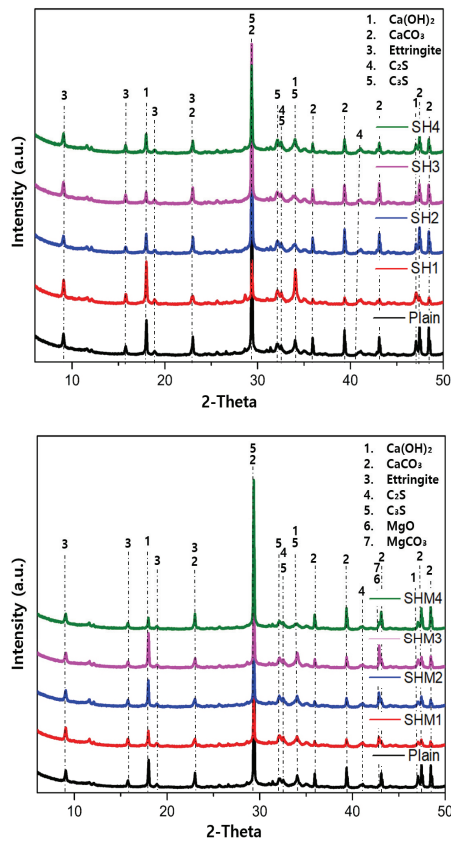 5
2
1. Ca(OH)₂
2. CaCO₃
3. Ettringite
4. C₂S
5. C₃S
3 3 1 3 3 2 5 4 5 1 5 2 2 4 2 1 2 2
SH4
SH3
SH2
SH1
Plain
Intensity (a.u.)
10 20 30 40 50
2-Theta
5
2
1. Ca(OH)₂
2. CaCO₃
3. Ettringite
4. C₂S
5. C₃S
6. MgO
7. MgCO₃
3 3 1 3 3 2 5 4 5 1 5 2 2 4 7 6 2 1 2 2
SHM4
SHM3
SHM2
SHM1
Plain
Intensity (a.u.)
10 20 30 40 50
2-Theta